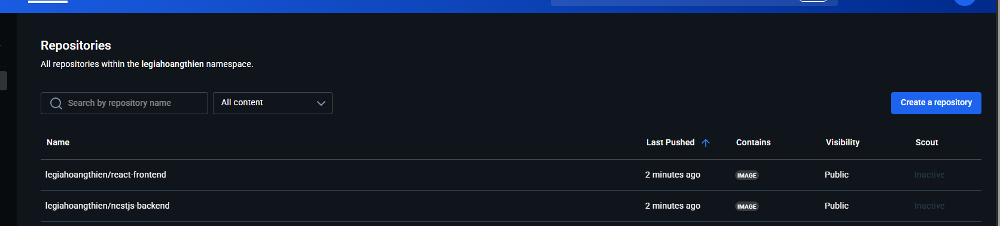 Repositories
All repositories within the legiahoangthien namespace.
Search by repository name All content Create a repository
Name Last Pushed Contains Visibility Scout
legiahoangthien/react-frontend 2 minutes ago IMAGE Public Inactive
legiahoangthien/nestjs-backend 2 minutes ago IMAGE Public Inactive